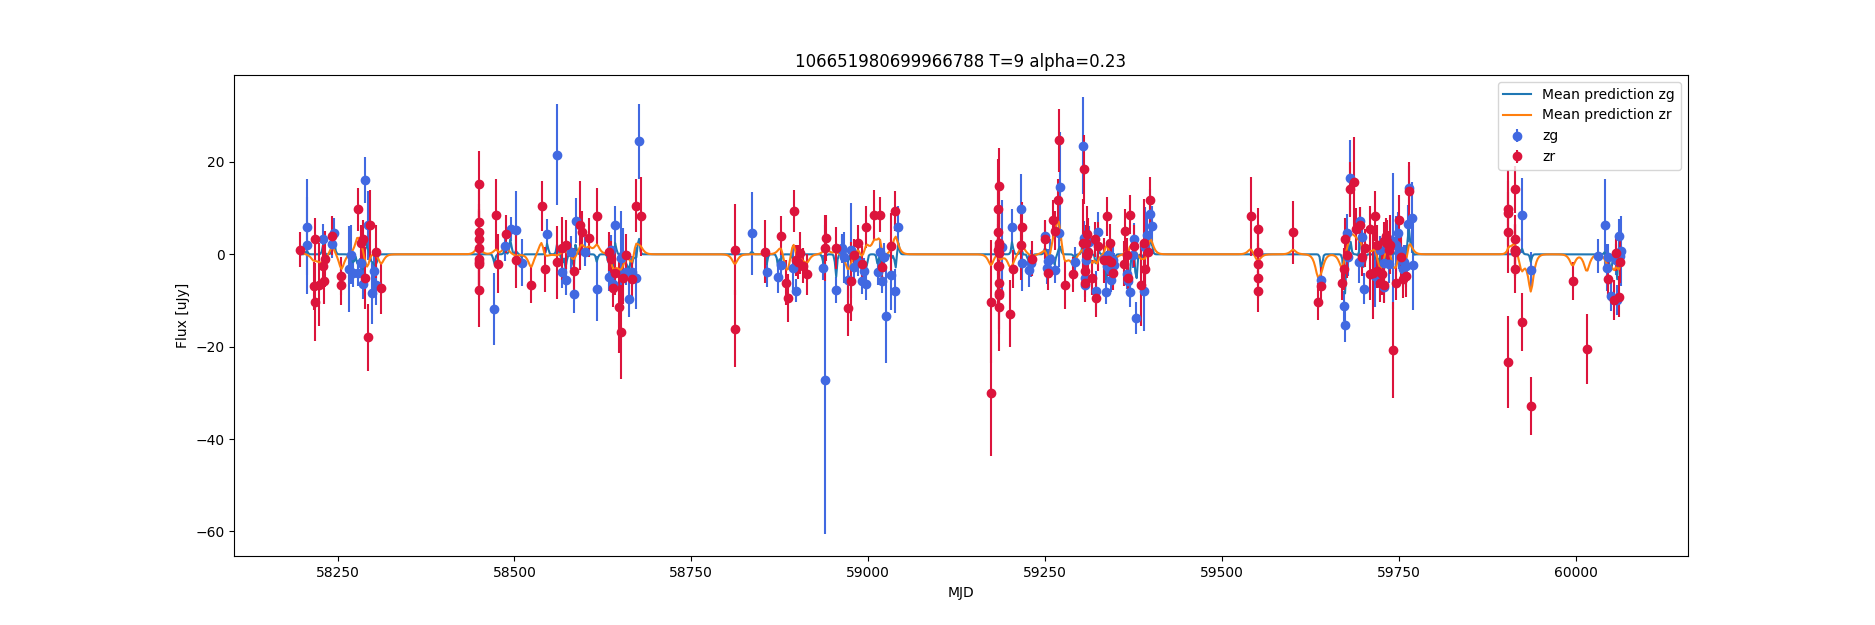 106651980699966788 T=9 alpha=0.23
Mean prediction zg
Mean prediction zr
zg
zr
Flux [uJy]
20
0
−20
−40
−60
58250 58500 58750 59000 59250 59500 59750 60000
MJD